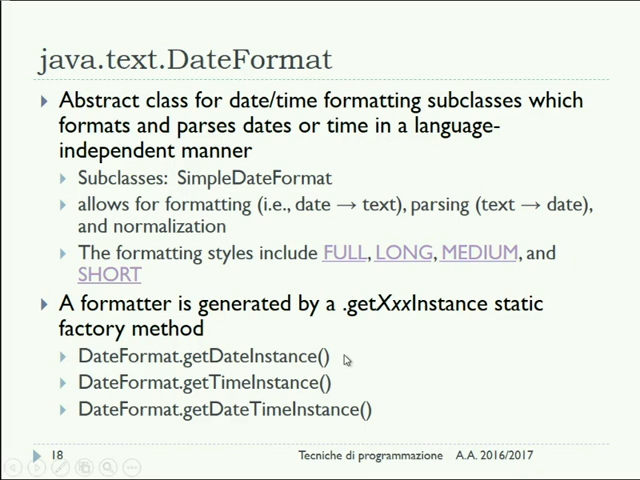 java.text.DateFormat
Abstract class for date/time formatting subclasses which
formats and parses dates or time in a language-
independent manner
Subclasses: SimpleDateFormat
allows for formatting (i.e., date → text), parsing (text → date),
and normalization
The formatting styles include FULL, LONG, MEDIUM, and
SHORT
A formatter is generated by a .getXxxInstance static
factory method
DateFormat.getDateInstance()
DateFormat.getTimeInstance()
DateFormat.getDateTimeInstance()
18 Tecniche di programmazione A.A. 2016/2017